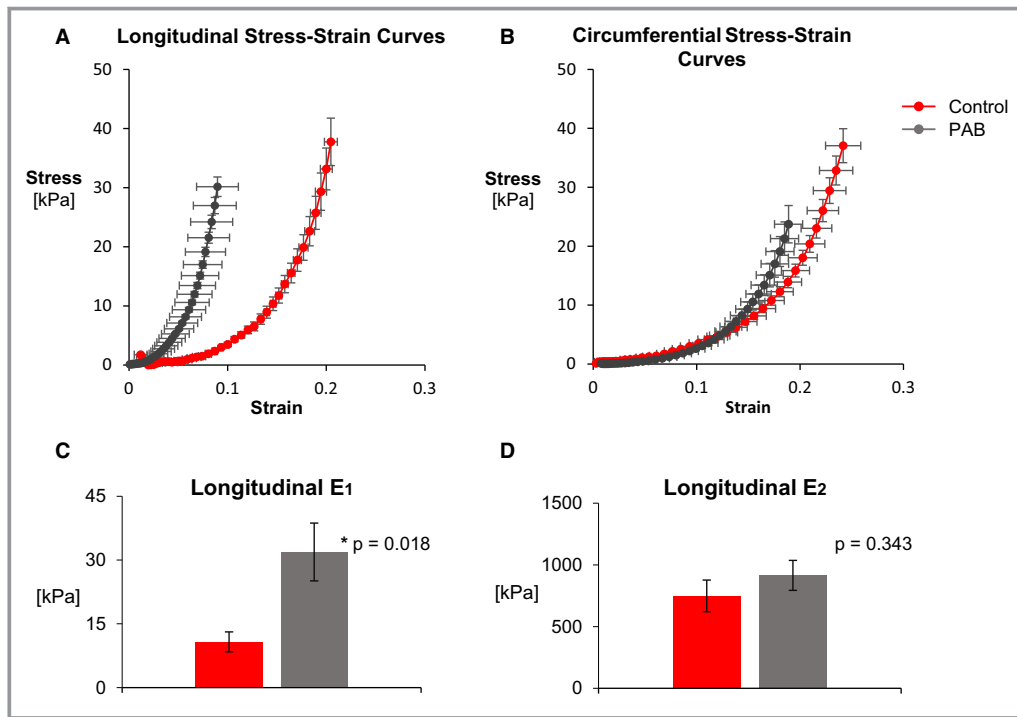 A
Longitudinal Stress-Strain Curves
50
40
Stress
[kPa]
30
20
10
0
0
0.1
0.2
0.3
Strain
B
Circumferential Stress-Strain
Curves
50
40
Stress
[kPa]
30
20
10
0
0
0.1
0.2
0.3
Strain
Control
PAB
C
Longitudinal E1
45
30
[kPa]
15
0
* p = 0.018
D
Longitudinal E2
1500
1000
[kPa]
500
0
p = 0.343